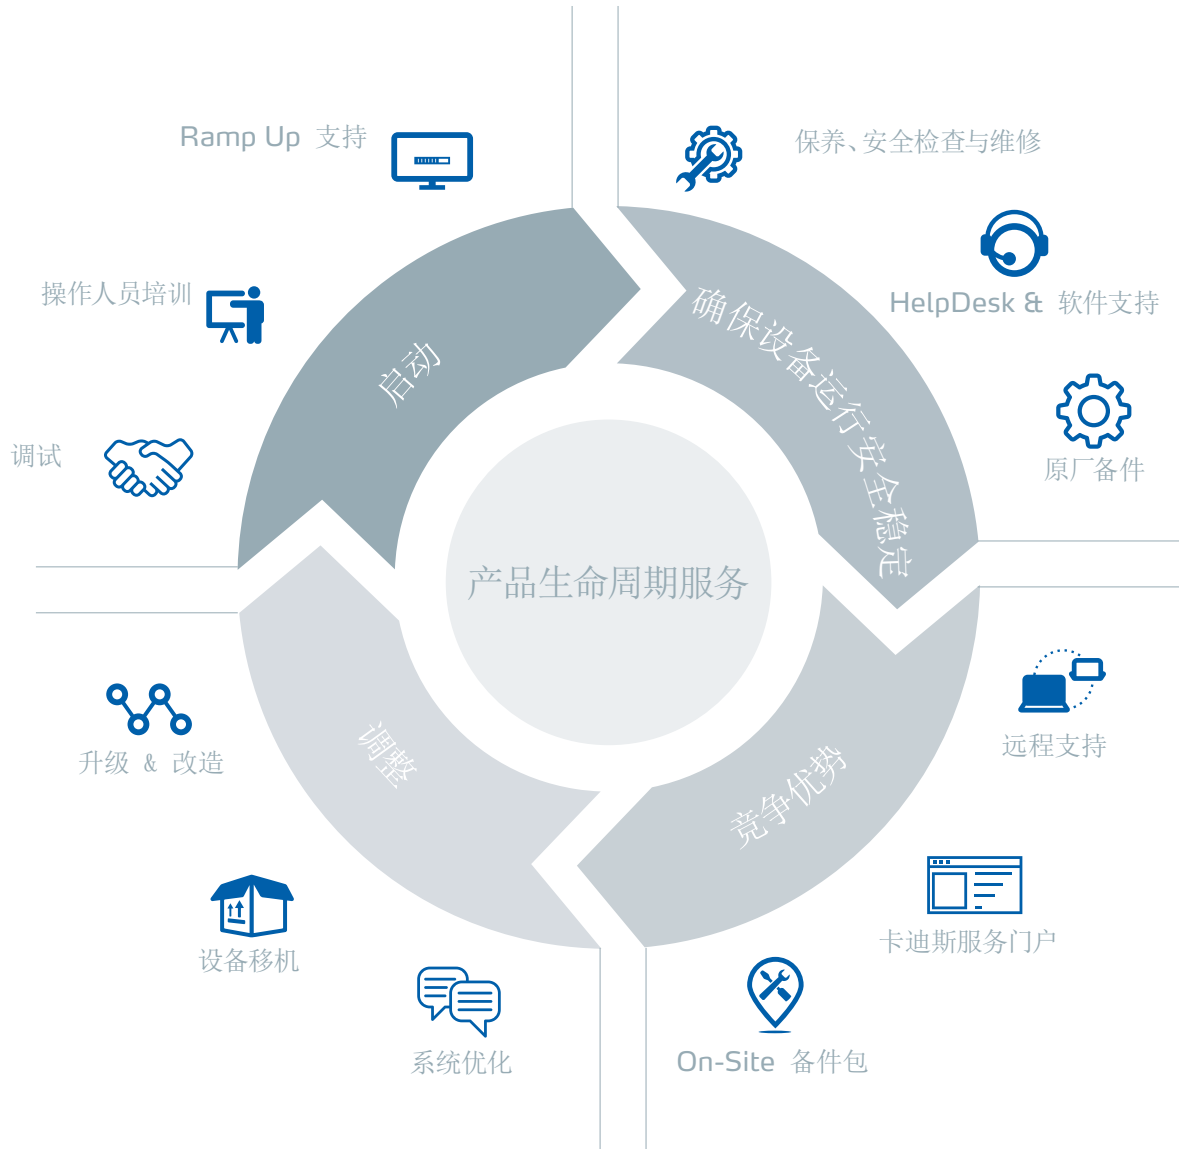 Ramp Up 支持
操作人员培训
调试
启动
保养、安全检查与维修
HelpDesk & 软件支持
原厂备件
确保设备运行安全稳定
产品生命周期服务
升级 & 改造
设备移机
系统优化
调整
远程支持
卡迪斯服务门户
On-Site 备件包
竞争优势